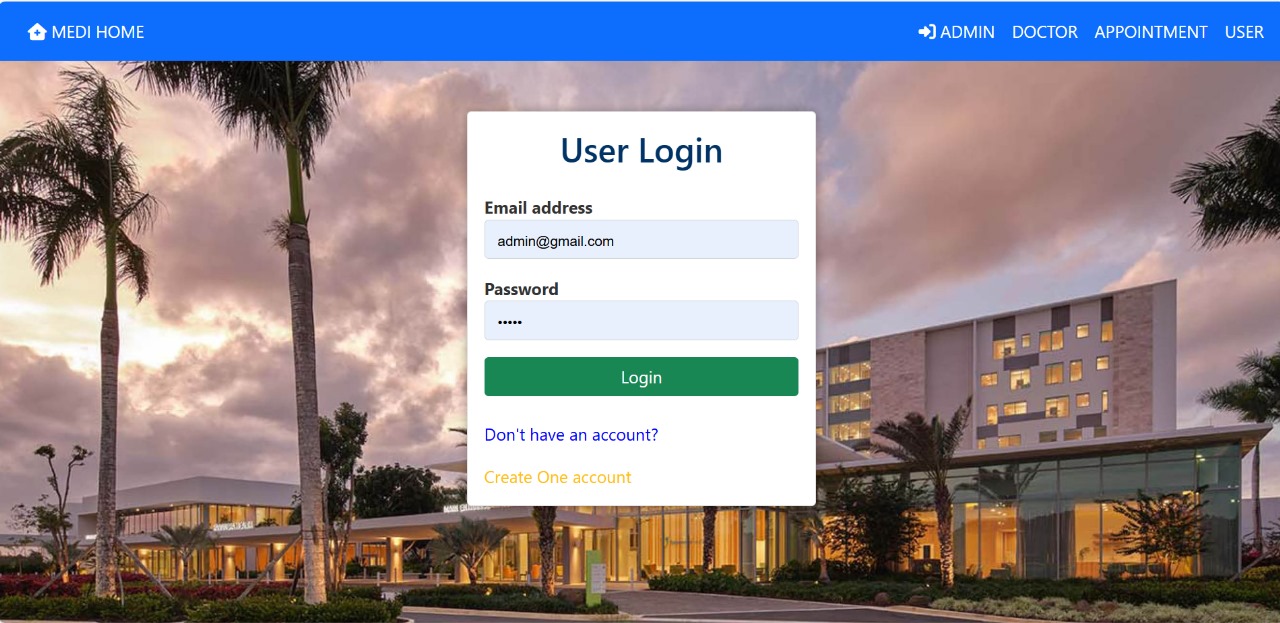 MEDI HOME
ADMIN DOCTOR APPOINTMENT USER
User Login
Email address
admin@gmail.com
Password
•••••
Login
Don't have an account?
Create One account